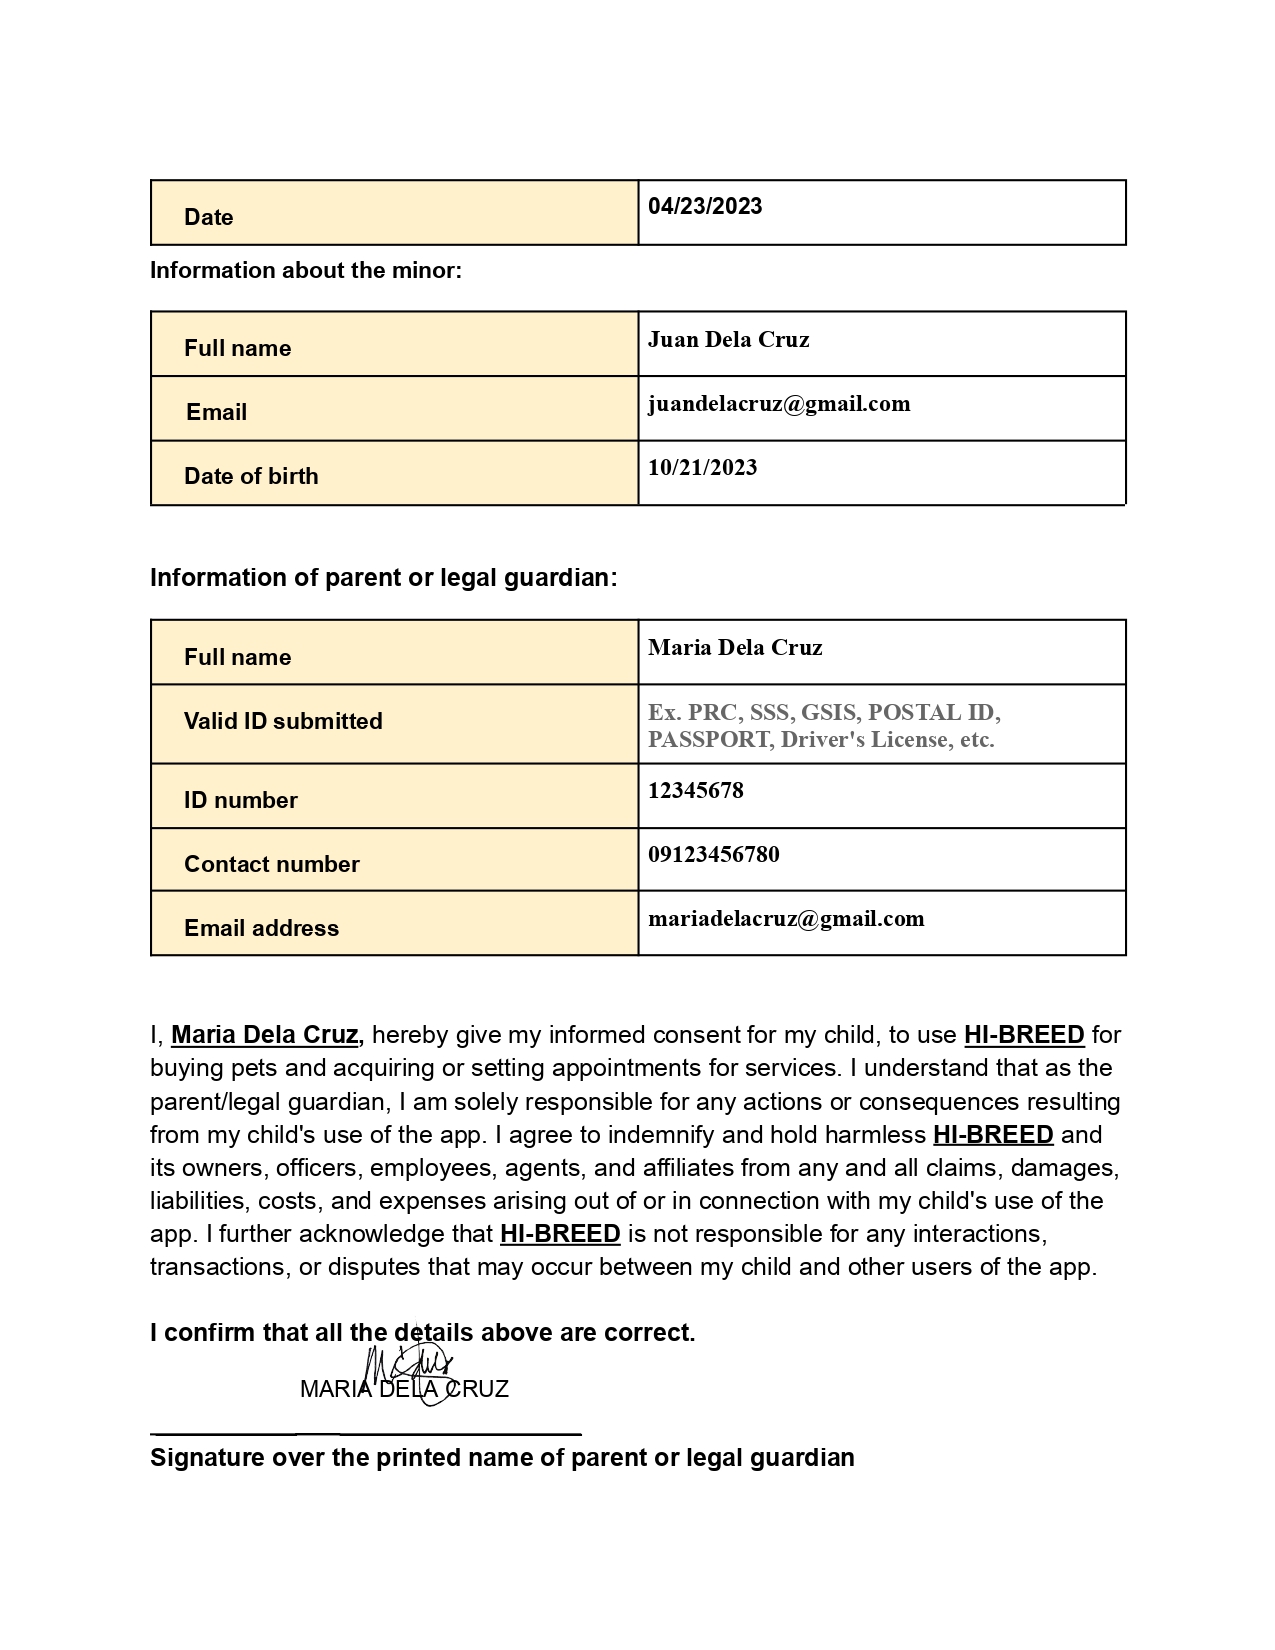 Date
04/23/2023
Information about the minor:
Full name
Juan Dela Cruz
Email
juandelacruz@gmail.com
Date of birth
10/21/2023
Information of parent or legal guardian:
Full name
Maria Dela Cruz
Valid ID submitted
Ex. PRC, SSS, GSIS, POSTAL ID,
PASSPORT, Driver's License, etc.
ID number
12345678
Contact number
09123456780
Email address
mariadelacruz@gmail.com
I, Maria Dela Cruz, hereby give my informed consent for my child, to use HI-BREED for
buying pets and acquiring or setting appointments for services. I understand that as the
parent/legal guardian, I am solely responsible for any actions or consequences resulting
from my child's use of the app. I agree to indemnify and hold harmless HI-BREED and
its owners, officers, employees, agents, and affiliates from any and all claims, damages,
liabilities, costs, and expenses arising out of or in connection with my child's use of the
app. I further acknowledge that HI-BREED is not responsible for any interactions,
transactions, or disputes that may occur between my child and other users of the app.
I confirm that all the details above are correct.
MARIA DELA CRUZ
Signature over the printed name of parent or legal guardian